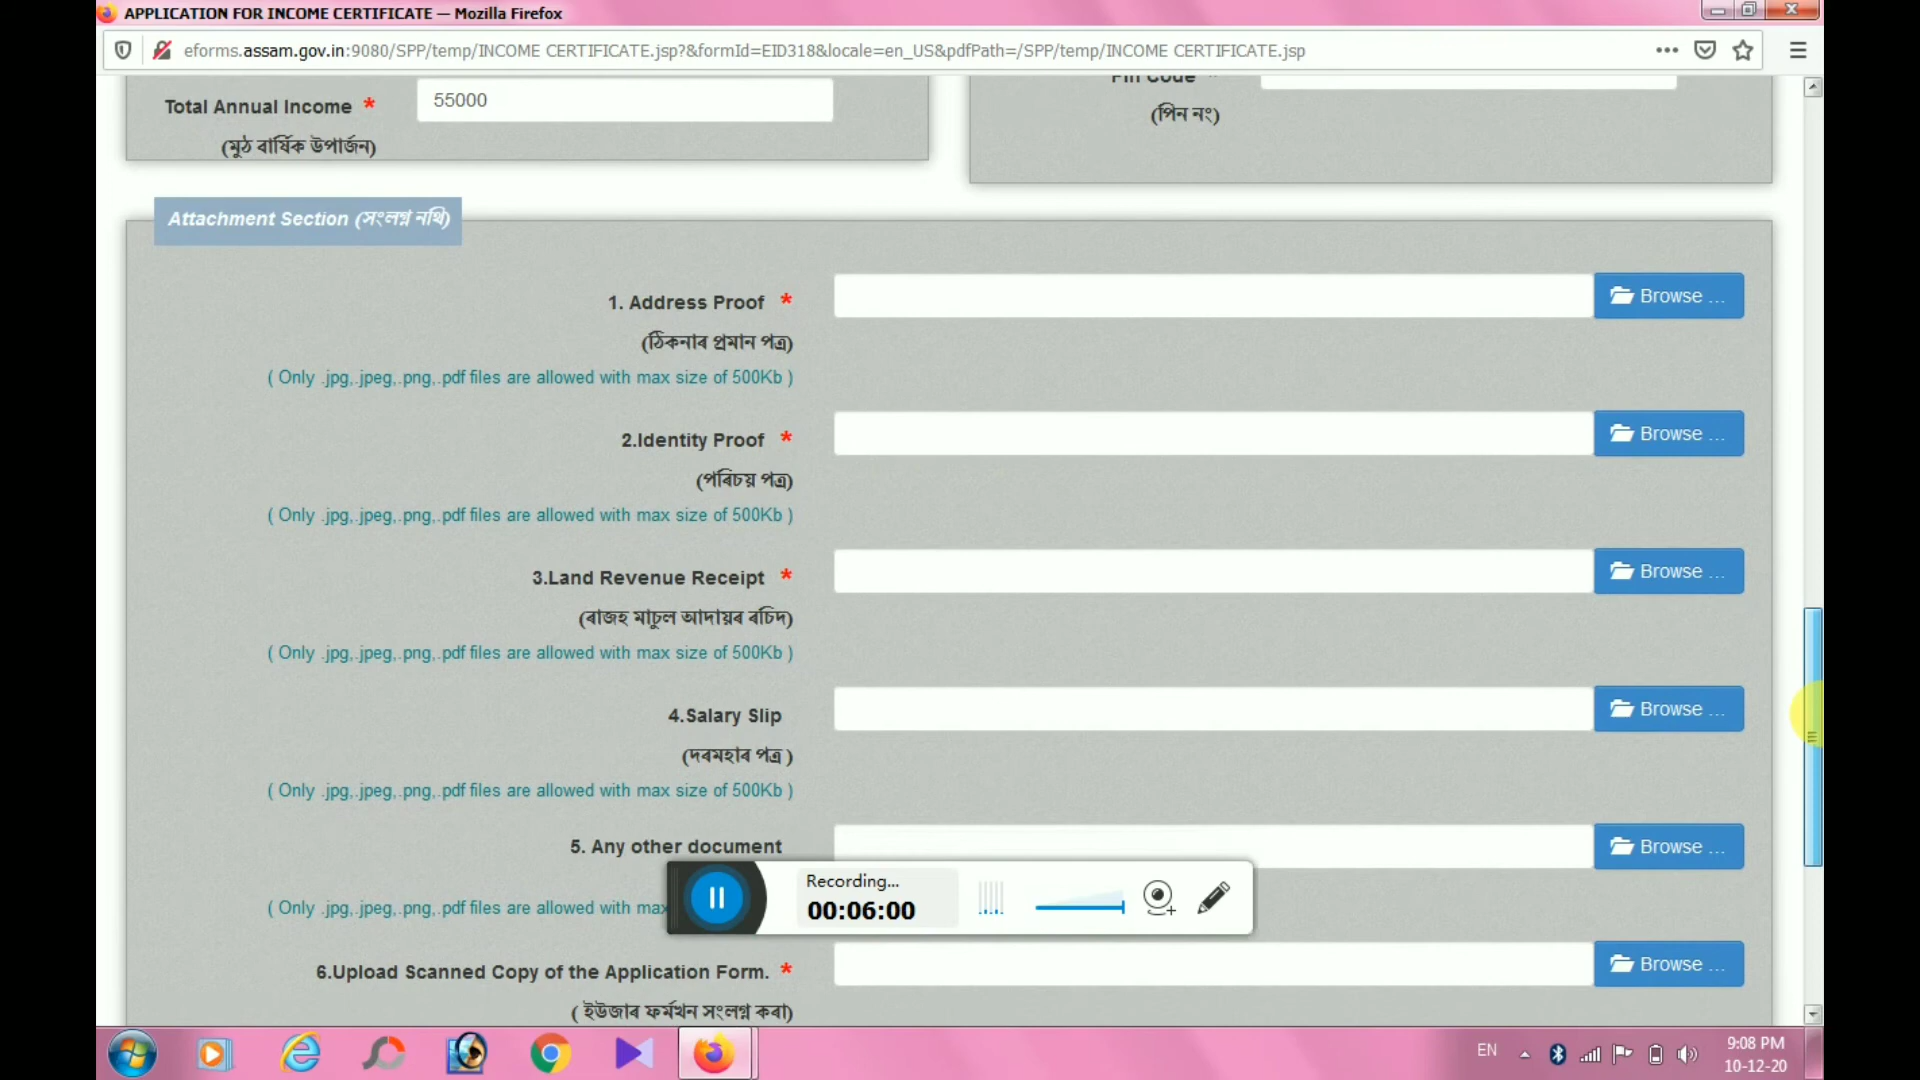 APPLICATION FOR INCOME CERTIFICATE — Mozilla Firefox
eforms.assam.gov.in:9080/SPP/temp/INCOME CERTIFICATE.jsp?&formId=EID318&locale=en_US&pdfPath=/SPP/temp/INCOME CERTIFICATE.jsp
Total Annual Income * 55000
(মুঠ বাৰ্ষিক উপাৰ্জন)
Pin Code *
(পিন নং)
Attachment Section (সংলগ্ন নথি)
1. Address Proof * Browse ...
(ঠিকনাৰ প্ৰমান পত্ৰ)
( Only .jpg,.jpeg,.png,.pdf files are allowed with max size of 500Kb )
2.Identity Proof * Browse ...
(পৰিচয় পত্ৰ)
( Only .jpg,.jpeg,.png,.pdf files are allowed with max size of 500Kb )
3.Land Revenue Receipt * Browse ...
(ৰাজহ মাচুল আদায়ৰ ৰচিদ)
( Only .jpg,.jpeg,.png,.pdf files are allowed with max size of 500Kb )
4.Salary Slip Browse ...
(দৰমহাৰ পত্ৰ )
( Only .jpg,.jpeg,.png,.pdf files are allowed with max size of 500Kb )
5. Any other document Browse ...
( Only .jpg,.jpeg,.png,.pdf files are allowed with
Recording...
00:06:00
6.Upload Scanned Copy of the Application Form. * Browse ...
( ইউজাৰ ফৰ্মখন সংলগ্ন কৰা)
EN
9:08 PM
10-12-20